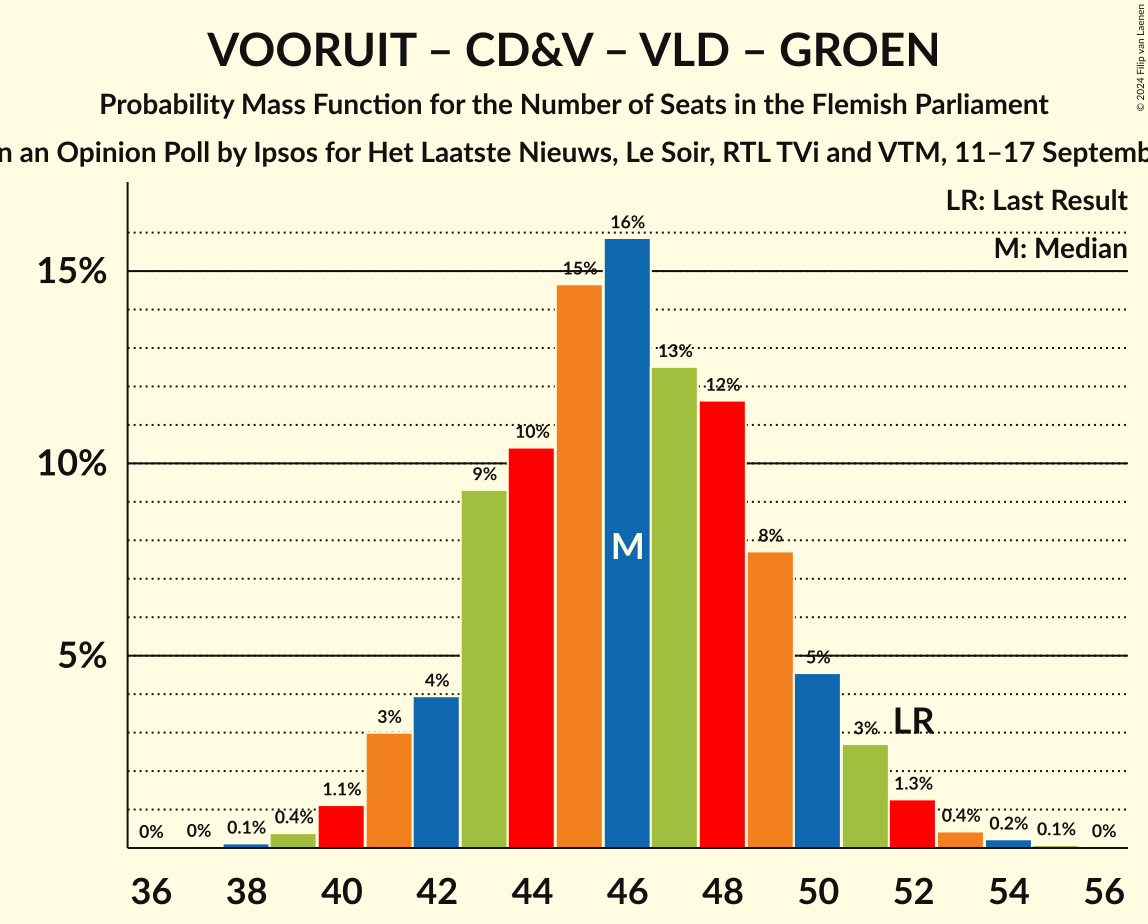 © 2024 Filip van Laenen
VOORUIT – CD&V – VLD – GROEN
Probability Mass Function for the Number of Seats in the Flemish Parliament
an Opinion Poll by Ipsos for Het Laatste Nieuws, Le Soir, RTL TVi and VTM, 11–17
LR: Last Result
M: Median
15%
10%
5%
0% 0% 0.1% 0.4% 1.1% 3% 4% 9% 10% 15% 16% 13% 12% 8% 5% 3% 1.3% 0.4% 0.2% 0.1% 0%
M
LR
36 38 40 42 44 46 48 50 52 54 56